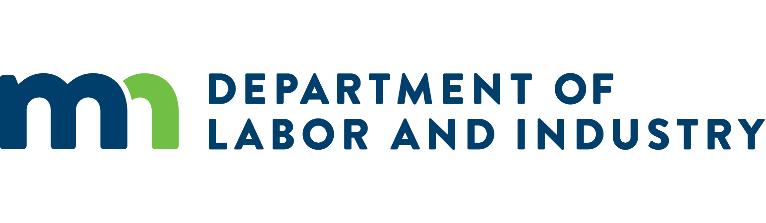 mn DEPARTMENT OF
LABOR AND INDUSTRY